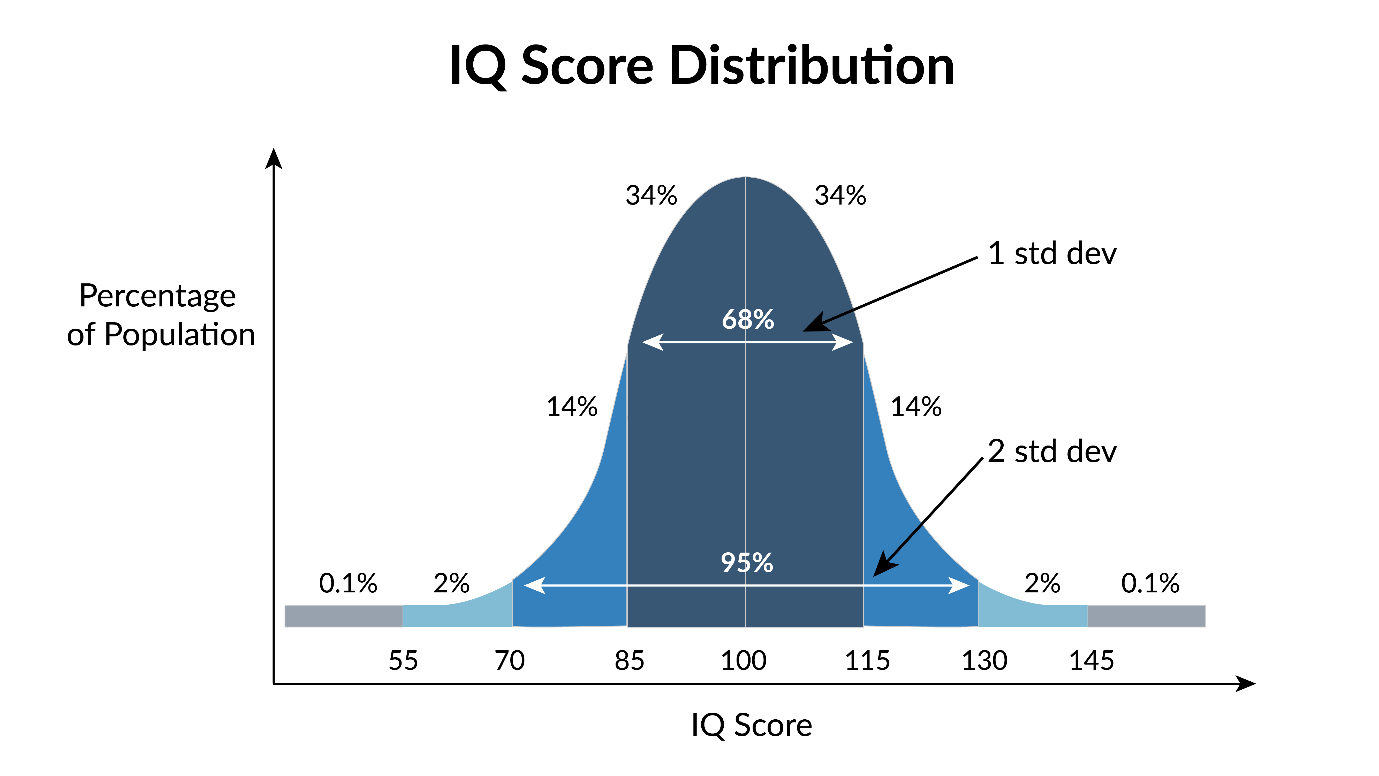 IQ Score Distribution
34%
34%
1 std dev
Percentage
of Population
68%
14%
14%
2 std dev
95%
0.1%
2%
2%
0.1%
55
70
85
100
115
130
145
IQ Score